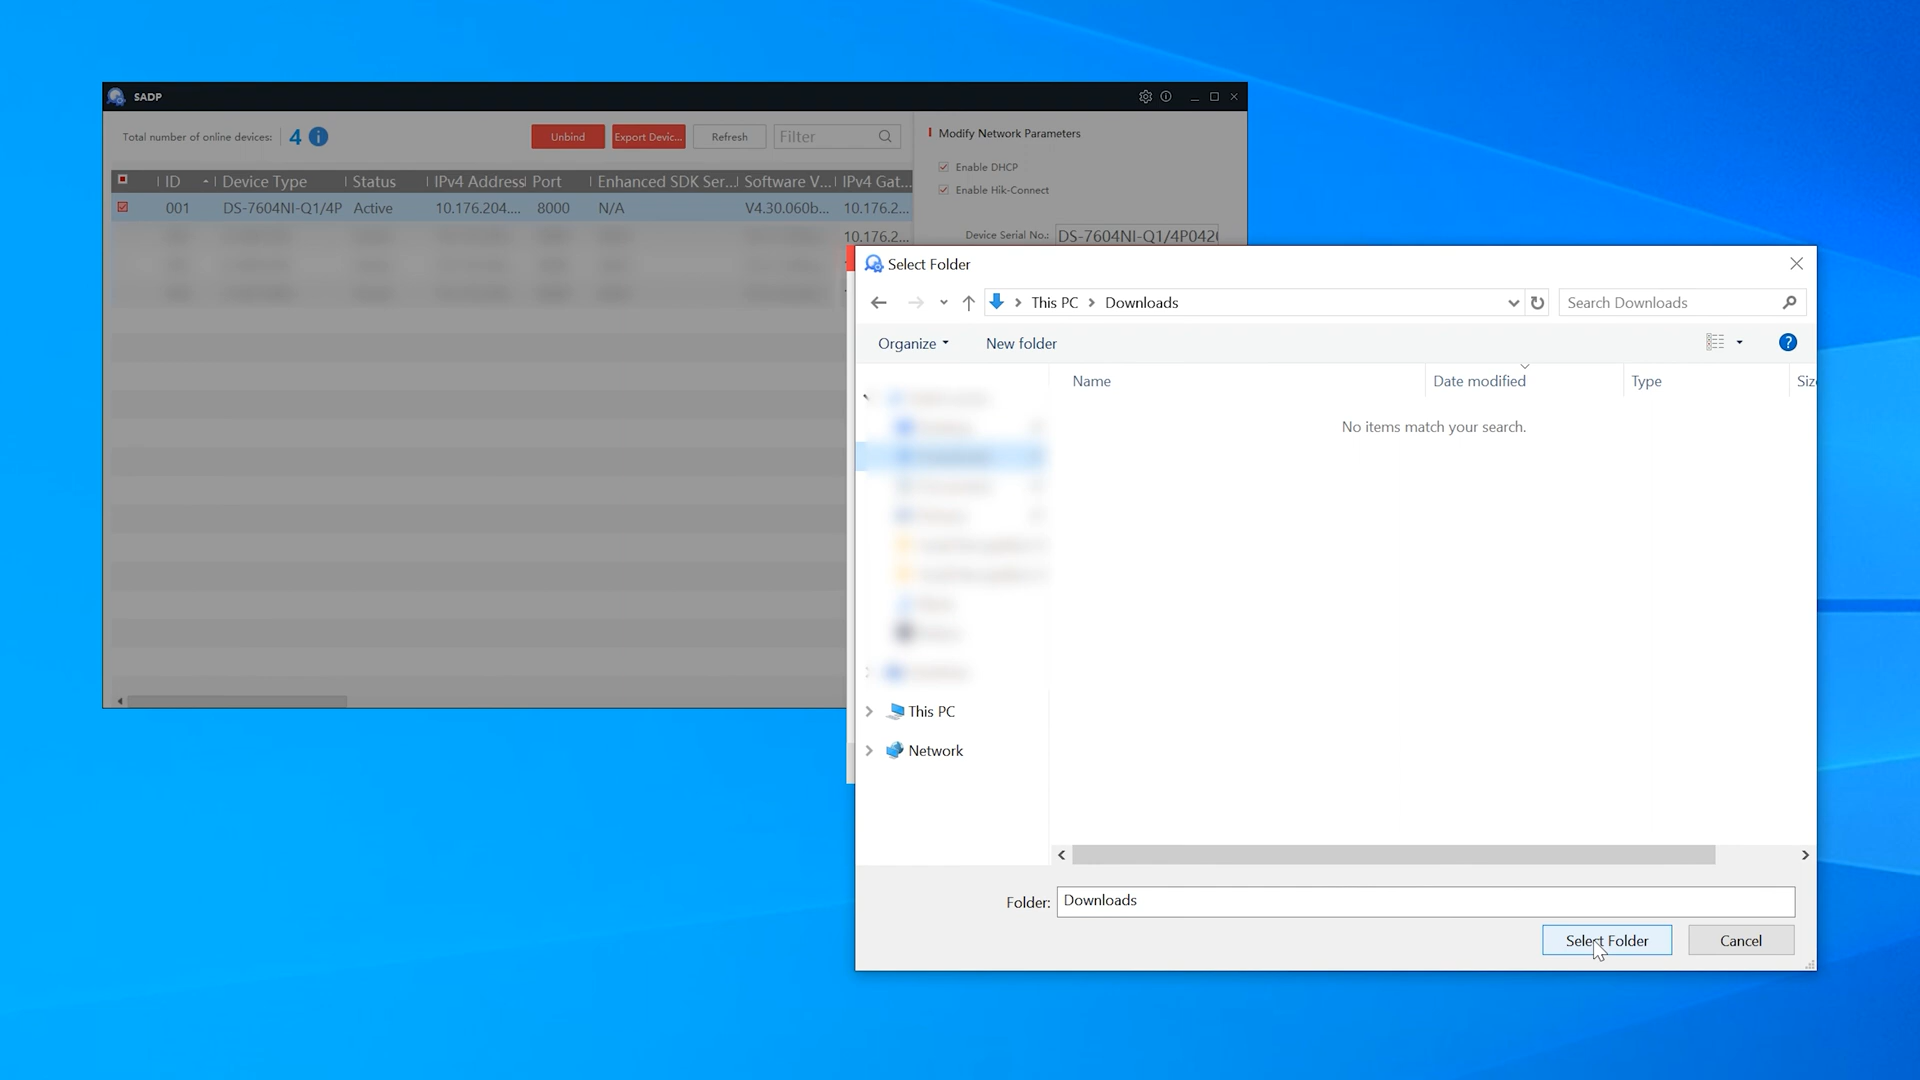 SADP
Total number of online devices: 4
Unbind
Export Devic...
Refresh
Filter
ID Device Type Status IPv4 Address Port Enhanced SDK Ser... Software V... IPv4 Gat...
001 DS-7604NI-Q1/4P Active 10.176.204.... 8000 N/A V4.30.060b... 10.176.2...
10.176.2...
Modify Network Parameters
Enable DHCP
Enable Hik-Connect
Device Serial No.: DS-7604NI-Q1/4P042
Select Folder
This PC > Downloads
Search Downloads
Organize
New folder
?
Name Date modified Type Siz
No items match your search.
This PC
Network
Folder: Downloads
Select Folder
Cancel